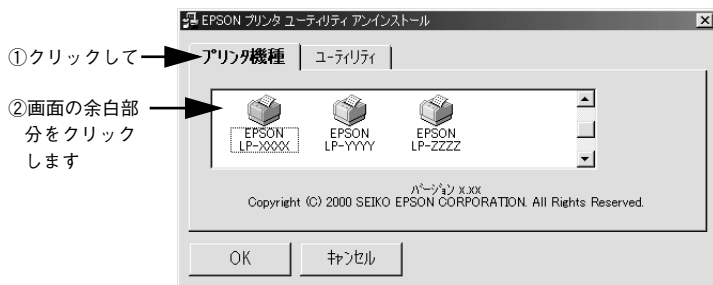 EPSON プリンタ ユーティリティ アンインストール
①クリックして
プリンタ機種
ユーティリティ
②画面の余白部
分をクリック
します
EPSON
LP-XXXX
EPSON
LP-YYYY
EPSON
LP-ZZZZ
バージョン x.xx
Copyright (C) 2000 SEIKO EPSON CORPORATION. All Rights Reserved.
OK
キャンセル